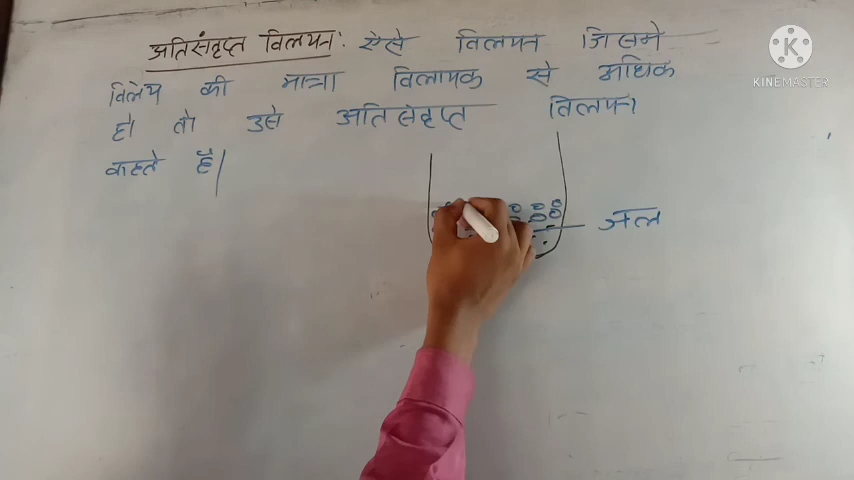 अतिसंतृप्त विलयन: ऐसे विलयन जिसमे
विलेय की मात्रा विलायक से अधिक
हो तो उसे अतिसंतृप्त विलयन
कहते हैं|
जल
KINEMASTER